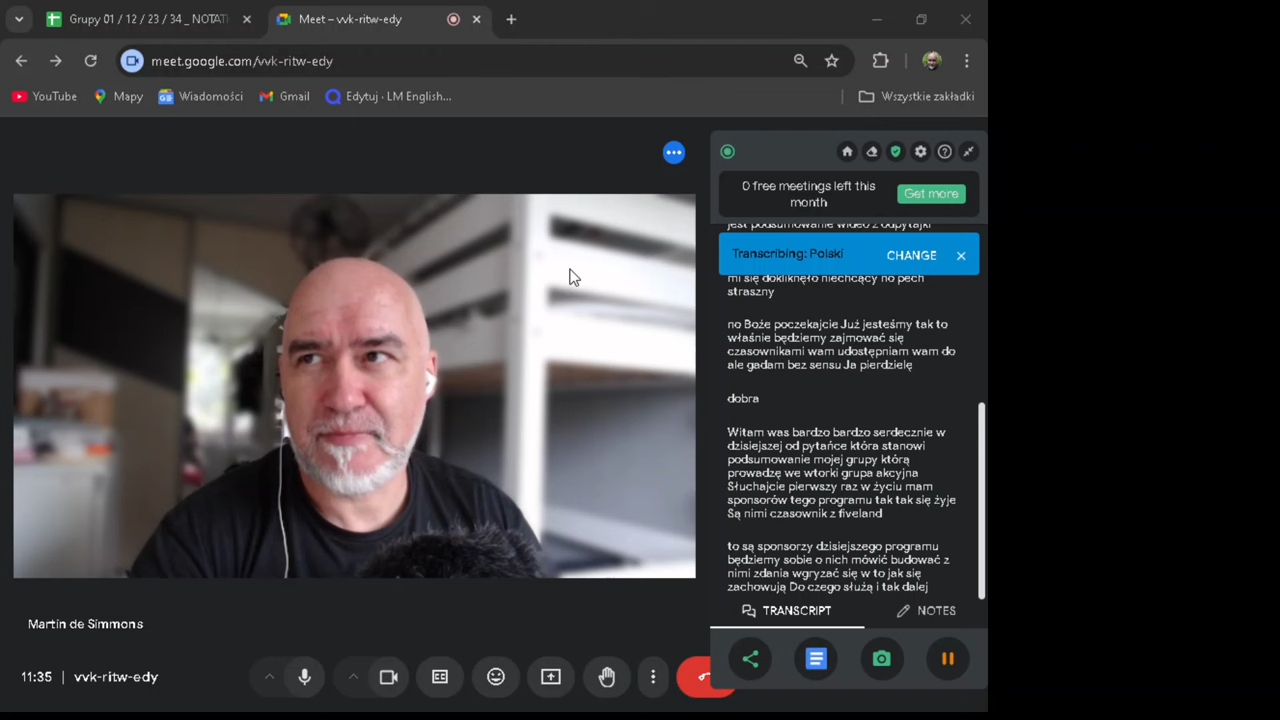 Grupy 01 / 12 / 23 / 34 _ NOTAT
Meet – vvk-ritw-edy
meet.google.com/vvk-ritw-edy
YouTube
Mapy
Wiadomości
Gmail
Edytuj · LM English...
Wszystkie zakładki
0 free meetings left this
month
Get more
jest podsumowanie wideo z odpytajki
Transcribing: Polski
CHANGE
mi się dokliknęło niechcący no pech
straszny
no Boże poczekajcie Już jesteśmy tak to
właśnie będziemy zajmować się
czasownikami wam udostępniam wam do
ale gadam bez sensu Ja pierdzielę
dobra
Witam was bardzo bardzo serdecznie w
dzisiejszej od pytańce która stanowi
podsumowanie mojej grupy którą
prowadzę we wtorki grupa akcyjna
Słuchajcie pierwszy raz w życiu mam
sponsorów tego programu tak tak się żyje
Są nimi czasownik z fiveland
to są sponsorzy dzisiejszego programu
będziemy sobie o nich mówić budować z
nimi zdania wgryzać się w to jak się
zachowują Do czego służą i tak dalej
TRANSCRIPT
NOTES
Martin de Simmons
11:35 | vvk-ritw-edy